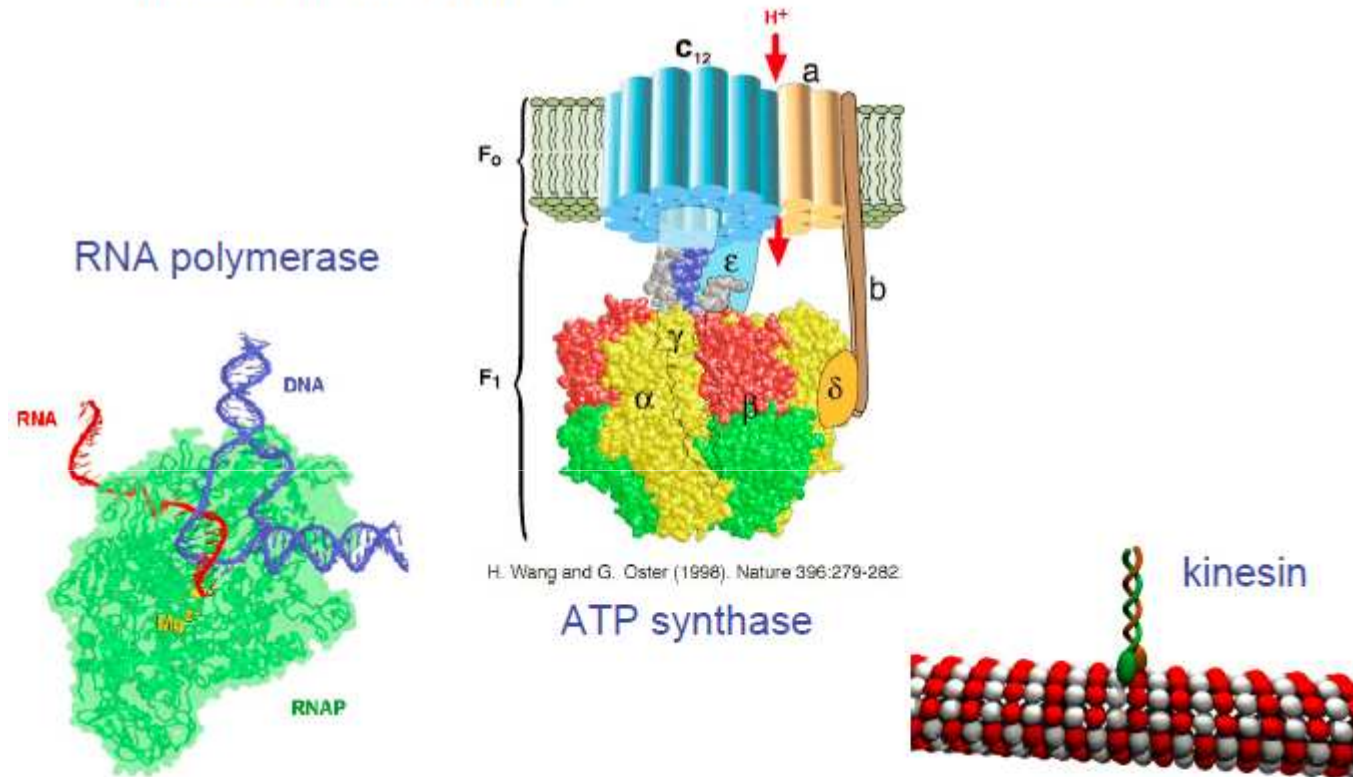 H⁺
c₁₂
a
F₀
RNA polymerase
ε
b
DNA
γ
RNA
F₁
α
β
δ
Mg²⁺
H. Wang and G. Oster (1998). Nature 396:279-282.
kinesin
ATP synthase
RNAP